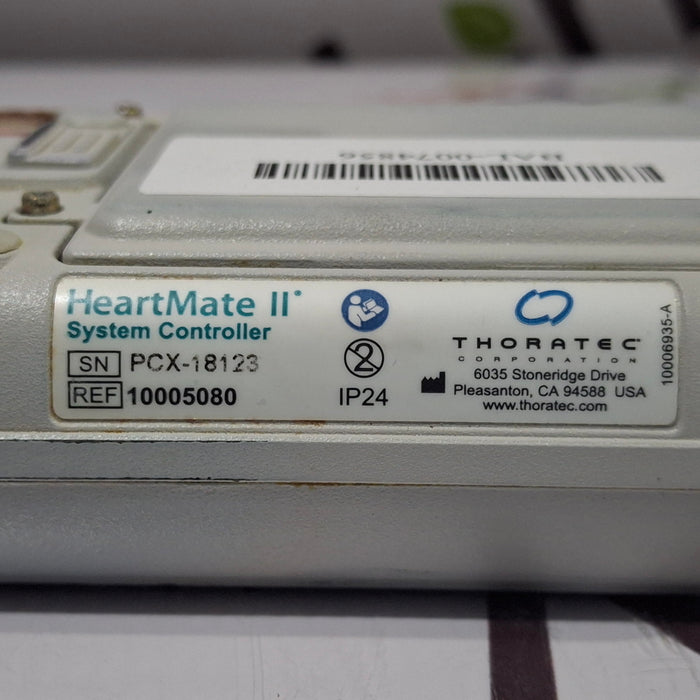 HeartMate II
System Controller
SN PCX-18123
REF 10005080
2
IP24
THORATEC
CORPORATION
6035 Stoneridge Drive
Pleasanton, CA 94588 USA
www.thoratec.com
10006935-A